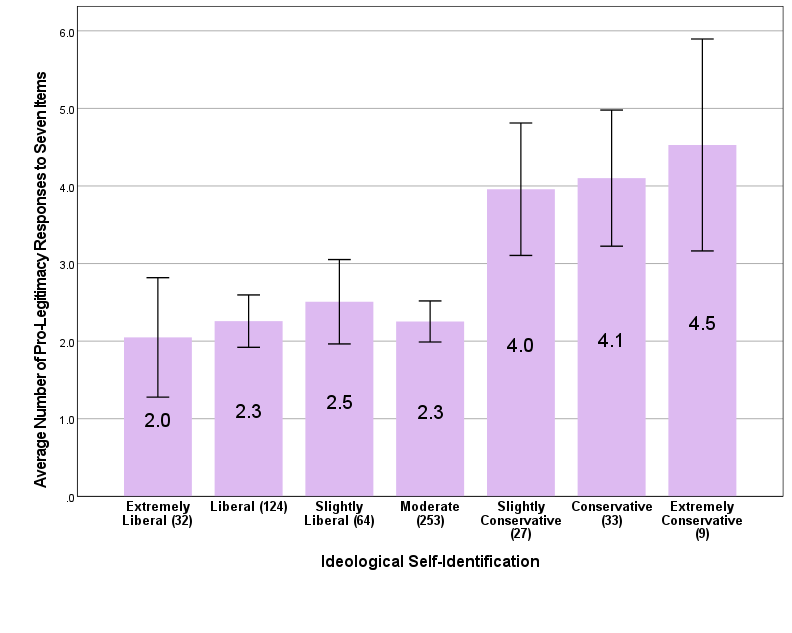 Average Number of Pro-Legitimacy Responses to Seven Items
6.0
5.0
4.0
3.0
2.0
1.0
.0
2.0
2.3
2.5
2.3
4.0
4.1
4.5
Extremely
Liberal (32)
Liberal (124)
Slightly
Liberal (64)
Moderate
(253)
Slightly
Conservative
(27)
Conservative
(33)
Extremely
Conservative
(9)
Ideological Self-Identification